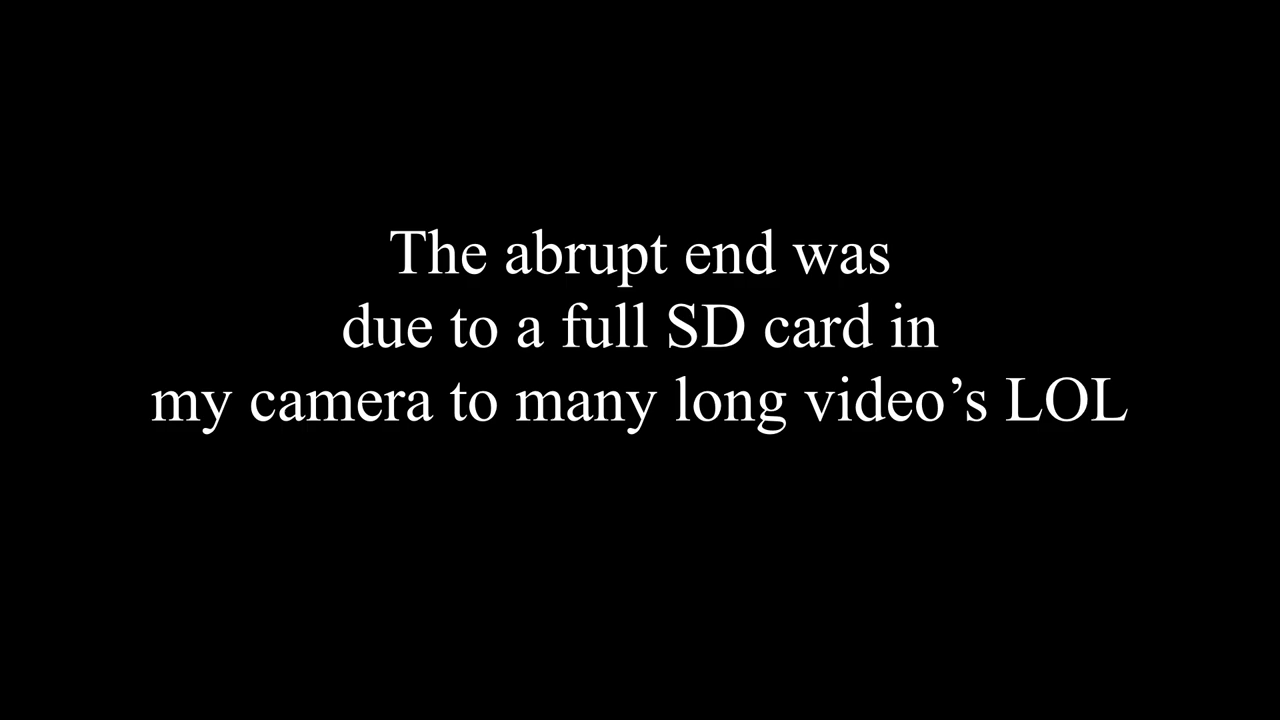 The abrupt end was
due to a full SD card in
my camera to many long video’s LOL